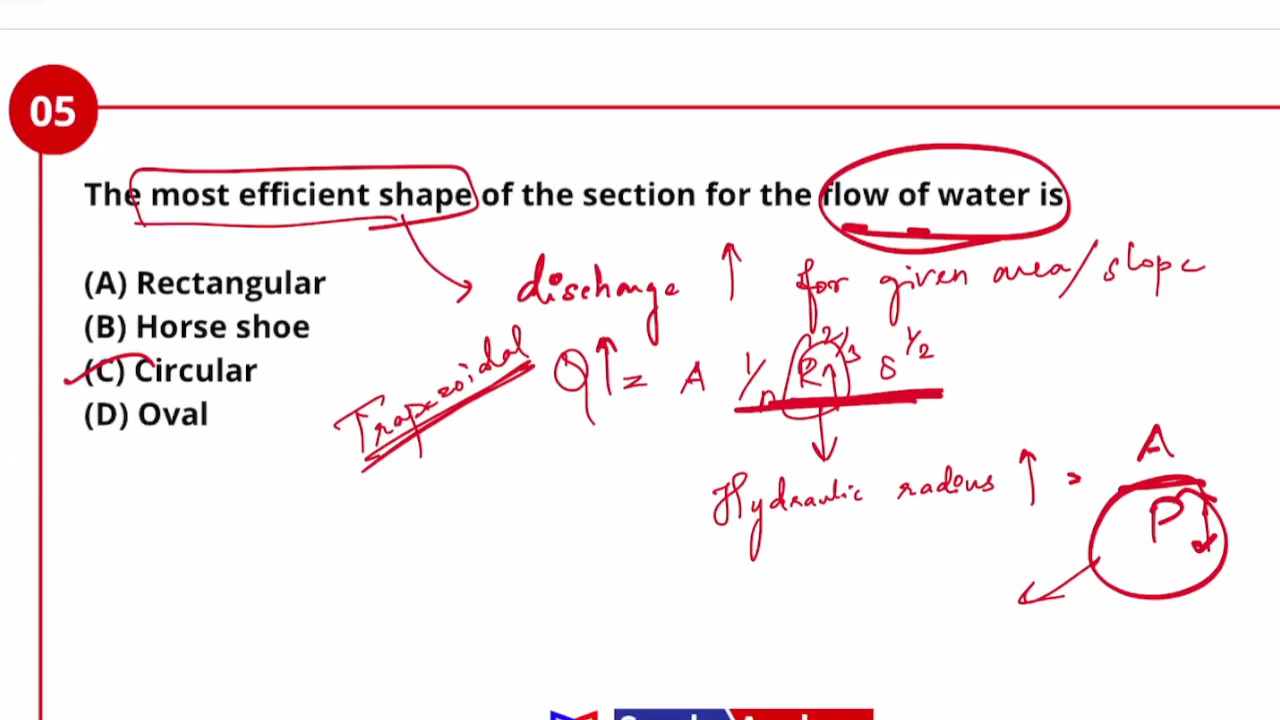 05
The most efficient shape of the section for the flow of water is
(A) Rectangular
(B) Horse shoe
(C) Circular
(D) Oval
discharge ↑ for given area/slope
Trapezoidal
Q↑ = A 1/n R↑^2/3 s^1/2
Hydraulic radius ↑ = A / P↓